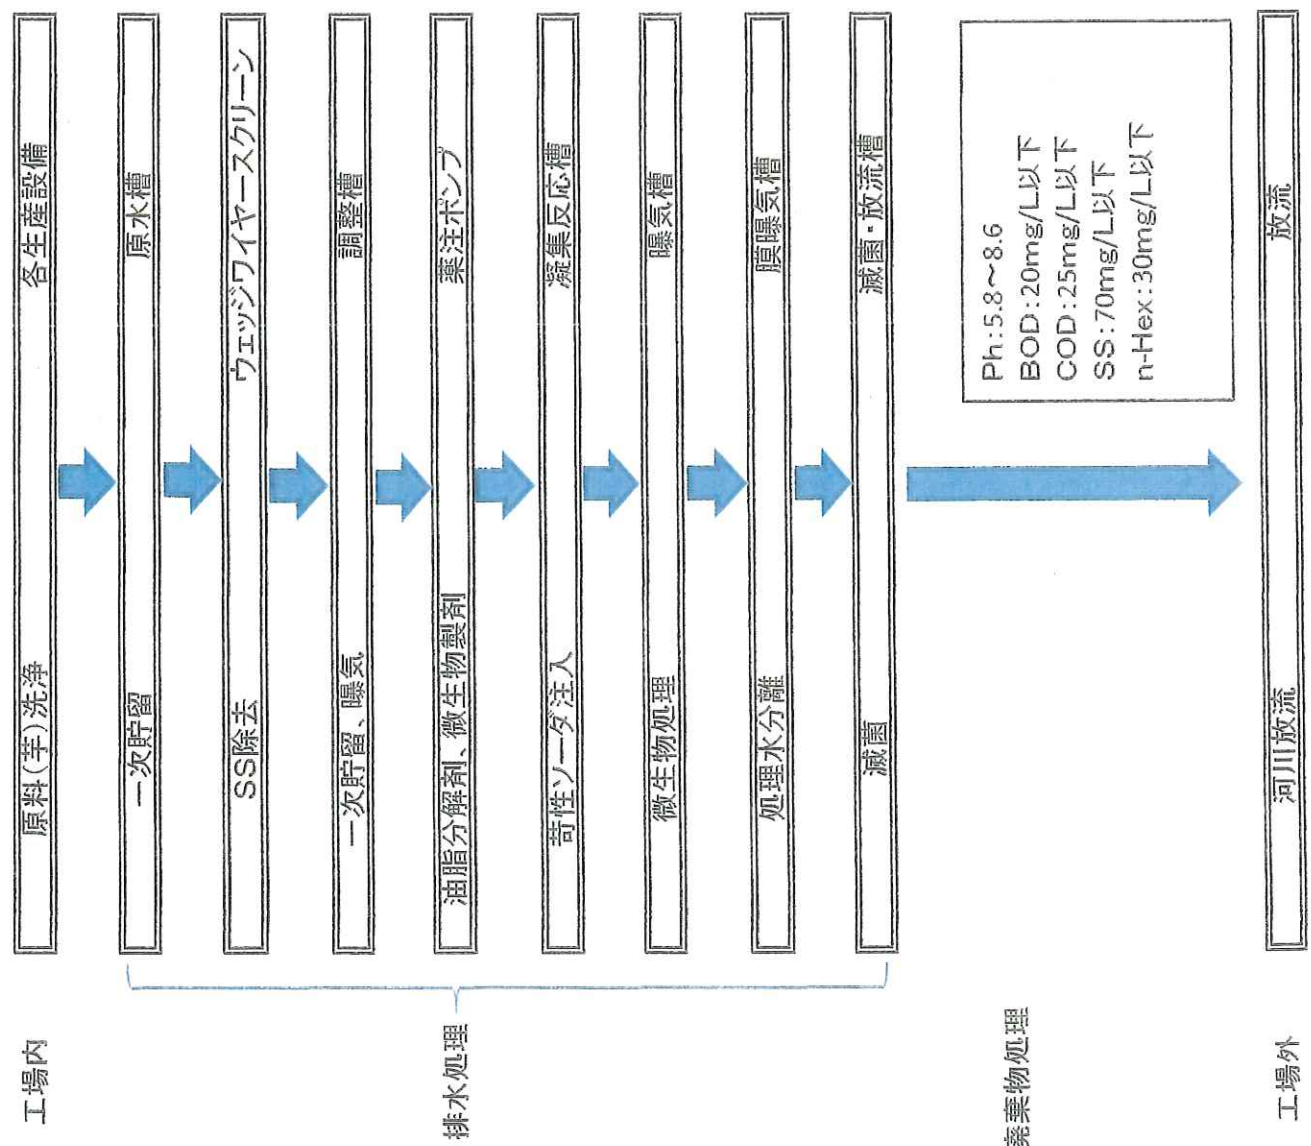 工場内
原料(芋)洗浄 各生産設備
排水処理
一次貯留 原水槽
SS除去 ウェッジワイヤースクリーン
一次貯留、曝気 調整槽
油脂分解剤、微生物製剤 薬注ポンプ
苛性ソーダ注入 凝集反応槽
微生物処理 曝気槽
処理水分離 膜曝気槽
滅菌 滅菌・放流槽
廃棄物処理
Ph:5.8~8.6
BOD:20mg/L以下
COD:25mg/L以下
SS:70mg/L以下
n-Hex:30mg/L以下
工場外
河川放流 放流